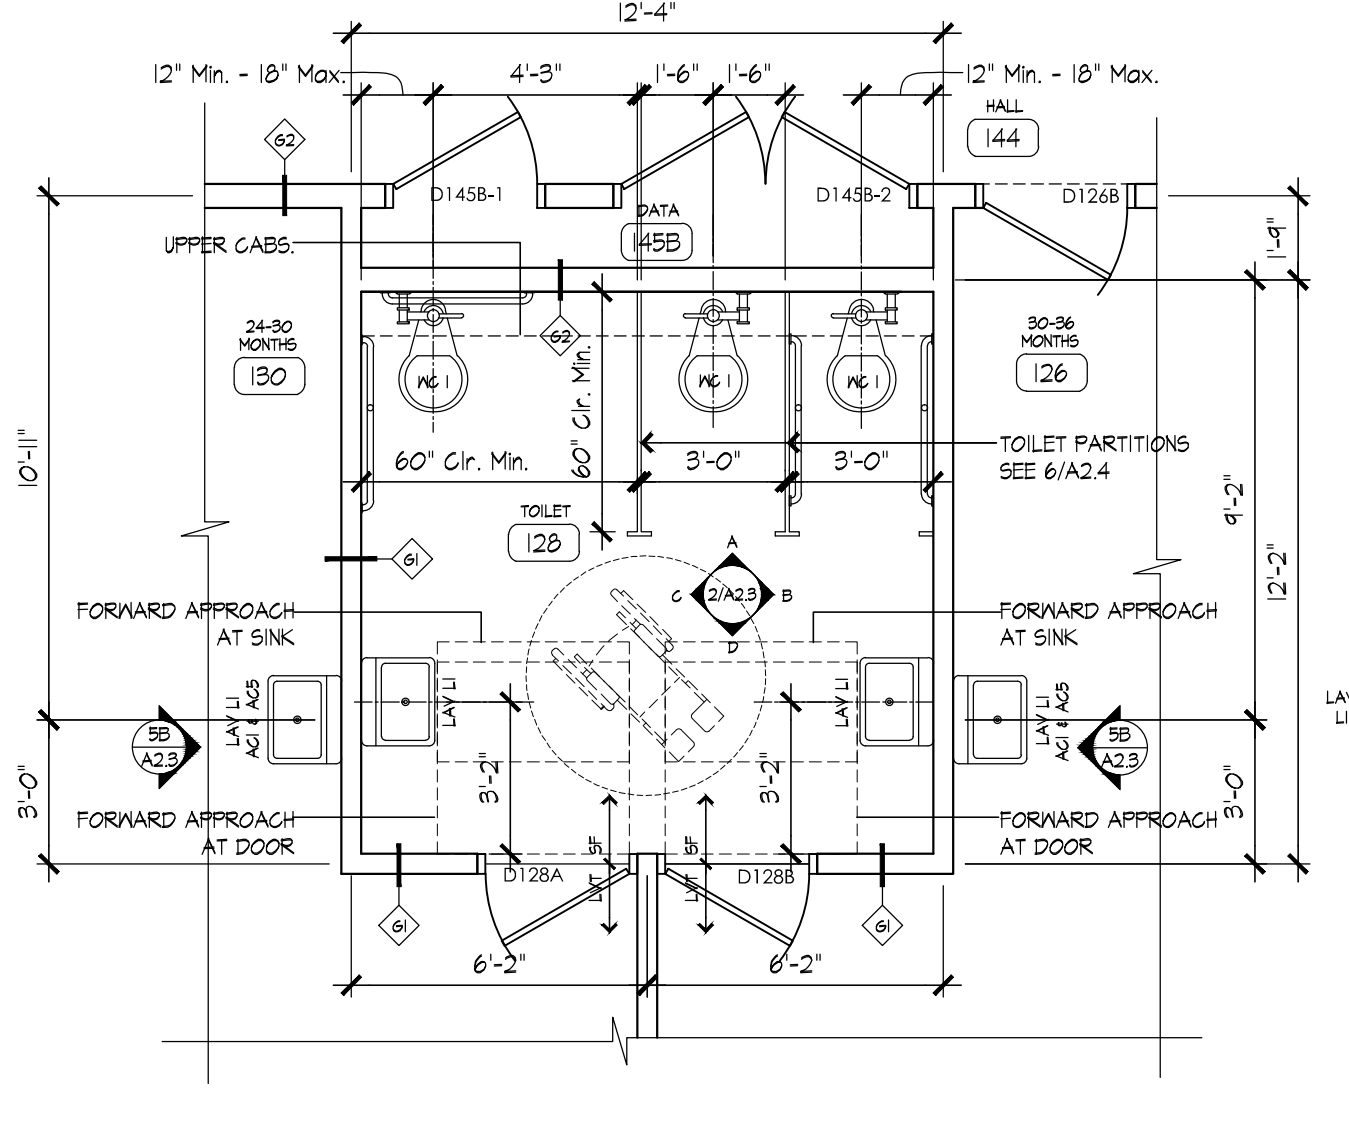 12'-4"
12" Min. - 18" Max.
4'-3"
1'-6"
1'-6"
12" Min. - 18" Max.
HALL
144
G2
D145B-1
D145B-2
D126B
DATA
145B
UPPER CABS.
1'-9"
24-30
MONTHS
130
G2
30-36
MONTHS
126
WC 1
WC 1
WC 1
60" Clr. Min.
10'-11"
60" Clr. Min.
3'-0"
3'-0"
TOILET PARTITIONS
SEE 6/A2.4
9'-2"
TOILET
128
G1
12'-2"
A
C
2/A2.3
B
D
FORWARD APPROACH
AT SINK
FORWARD APPROACH
AT SINK
LAV L1
AC1 & AC5
LAV L1
LAV L1
LAV L1
AC1 & AC5
5B
A2.3
5B
A2.3
3'-0"
3'-2"
3'-2"
3'-0"
FORWARD APPROACH
AT DOOR
FORWARD APPROACH
AT DOOR
SF
LVT
SF
LVT
D128A
D128B
G1
G1
6'-2"
6'-2"